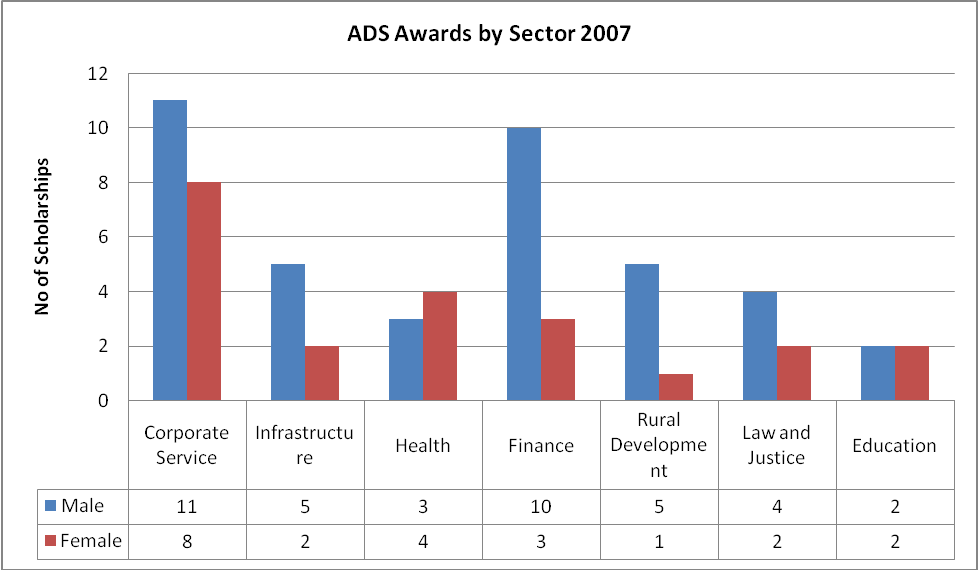 ADS Awards by Sector 2007
No of Scholarships
12
10
8
6
4
2
0
Corporate
Service
Infrastructu
re
Health
Finance
Rural
Developme
nt
Law and
Justice
Education
Male 11 5 3 10 5 4 2
Female 8 2 4 3 1 2 2